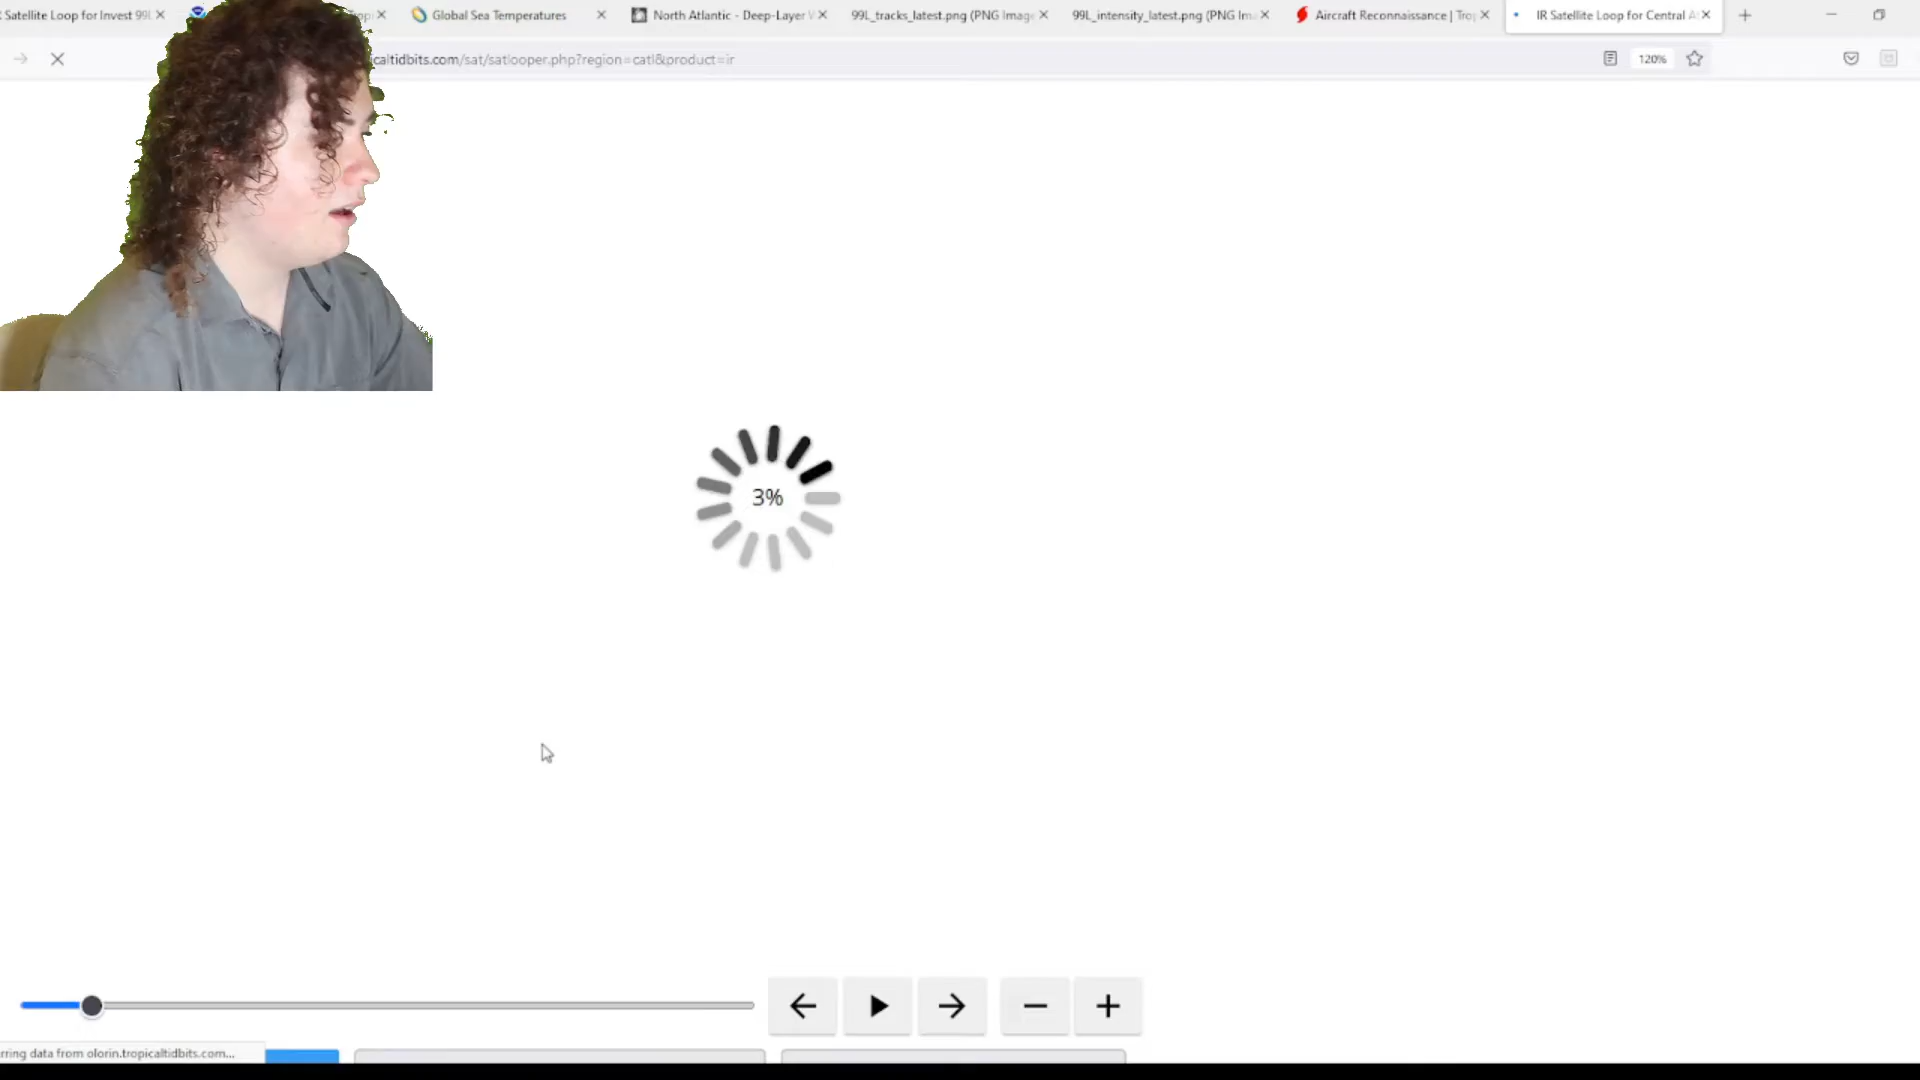 Satellite Loop for Invest 99L
Global Sea Temperatures
North Atlantic - Deep-Layer
99L_tracks_latest.png (PNG Image
99L_intensity_latest.png (PNG Im
Aircraft Reconnaissance | Tro
IR Satellite Loop for Central A
caltidbits.com/sat/satlooper.php?region=catl&product=ir
120%
3%
rring data from olorin.tropicaltidbits.com...